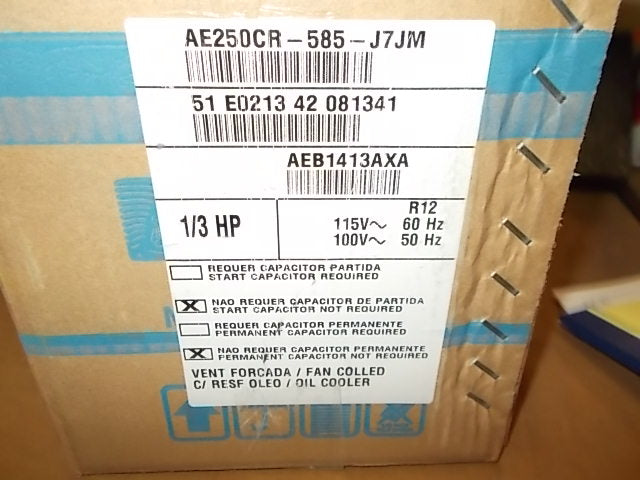 AE250CR-585-J7JM
51 E0213 42 081341
AEB1413AXA
1/3 HP
R12
115V~ 60 Hz
100V~ 50 Hz
REQUER CAPACITOR PARTIDA
START CAPACITOR REQUIRED
X NAO REQUER CAPACITOR DE PARTIDA
START CAPACITOR NOT REQUIRED
REQUER CAPACITOR PERMANENTE
PERMANENT CAPACITOR REQUIRED
X NAO REQUER CAPACITOR PERMANENTE
PERMANENT CAPACITOR NOT REQUIRED
VENT FORCADA / FAN COLLED
C/ RESF OLEO / OIL COOLER